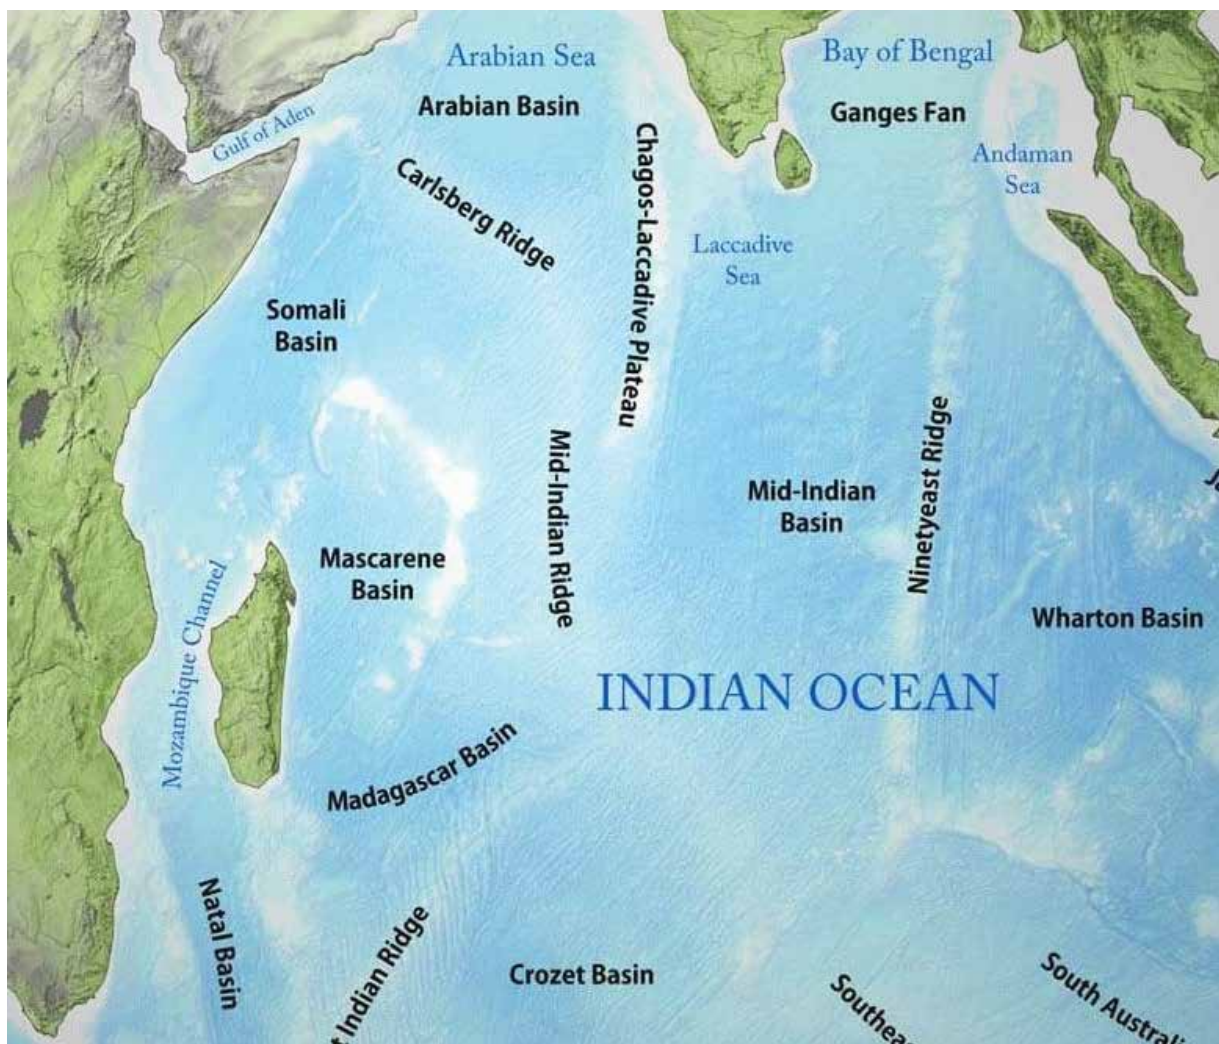 Arabian Sea
Bay of Bengal
Arabian Basin
Ganges Fan
Gulf of Aden
Andaman
Sea
Carlsberg Ridge
Chagos-Laccadive Plateau
Laccadive
Sea
Somali
Basin
Mid-Indian Ridge
Mid-Indian
Basin
Ninetyeast Ridge
Mascarene
Basin
Mozambique Channel
Wharton Basin
INDIAN OCEAN
Madagascar Basin
Natal Basin
t Indian Ridge
Crozet Basin
Southea
South Australi